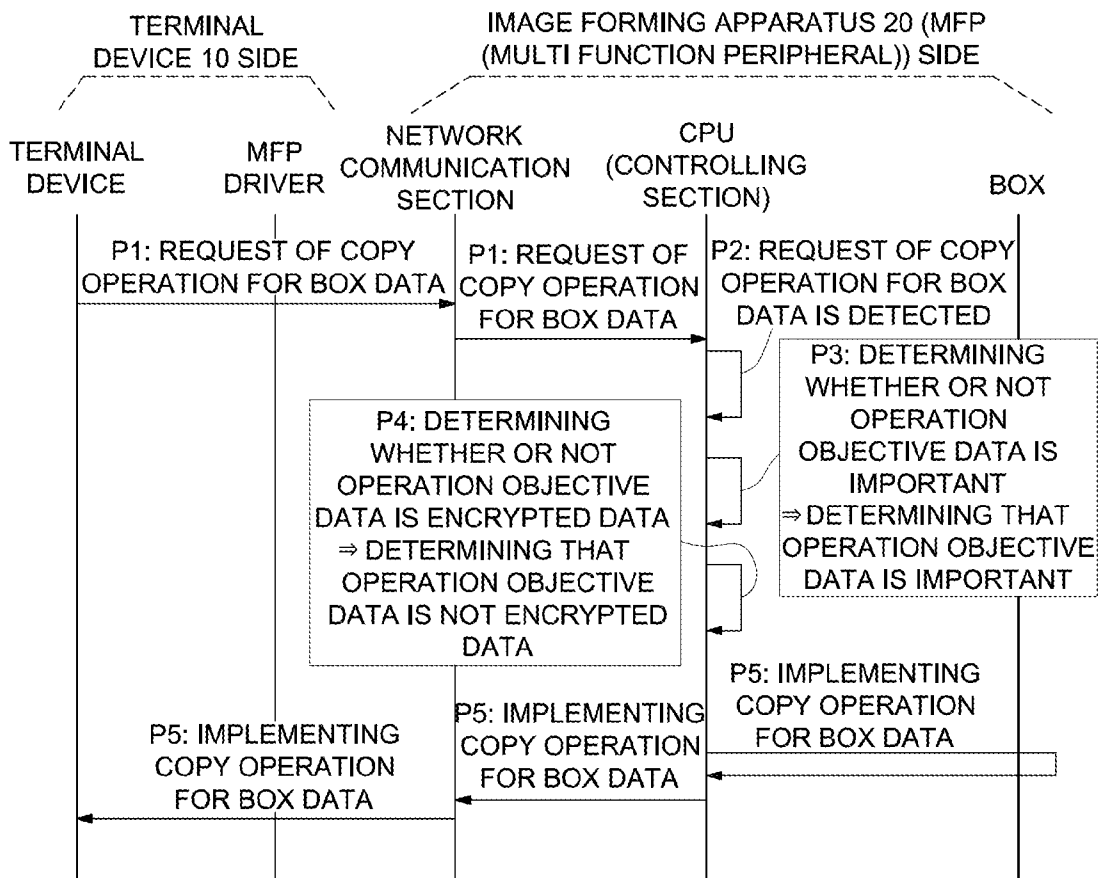 TERMINAL
DEVICE 10 SIDE
IMAGE FORMING APPARATUS 20 (MFP
(MULTI FUNCTION PERIPHERAL)) SIDE
TERMINAL
DEVICE
MFP
DRIVER
NETWORK
COMMUNICATION
SECTION
CPU
(CONTROLLING
SECTION)
BOX
P1: REQUEST OF COPY
OPERATION FOR BOX DATA
P1: REQUEST OF
COPY OPERATION
FOR BOX DATA
P2: REQUEST OF COPY
OPERATION FOR BOX
DATA IS DETECTED
P3: DETERMINING
WHETHER OR NOT
OPERATION
OBJECTIVE DATA IS
IMPORTANT
⇒ DETERMINING THAT
OPERATION OBJECTIVE
DATA IS IMPORTANT
P4: DETERMINING
WHETHER OR NOT
OPERATION OBJECTIVE
DATA IS ENCRYPTED DATA
⇒ DETERMINING THAT
OPERATION OBJECTIVE
DATA IS NOT ENCRYPTED
DATA
P5: IMPLEMENTING
COPY OPERATION
FOR BOX DATA
P5: IMPLEMENTING
COPY OPERATION
FOR BOX DATA
P5: IMPLEMENTING
COPY OPERATION
FOR BOX DATA